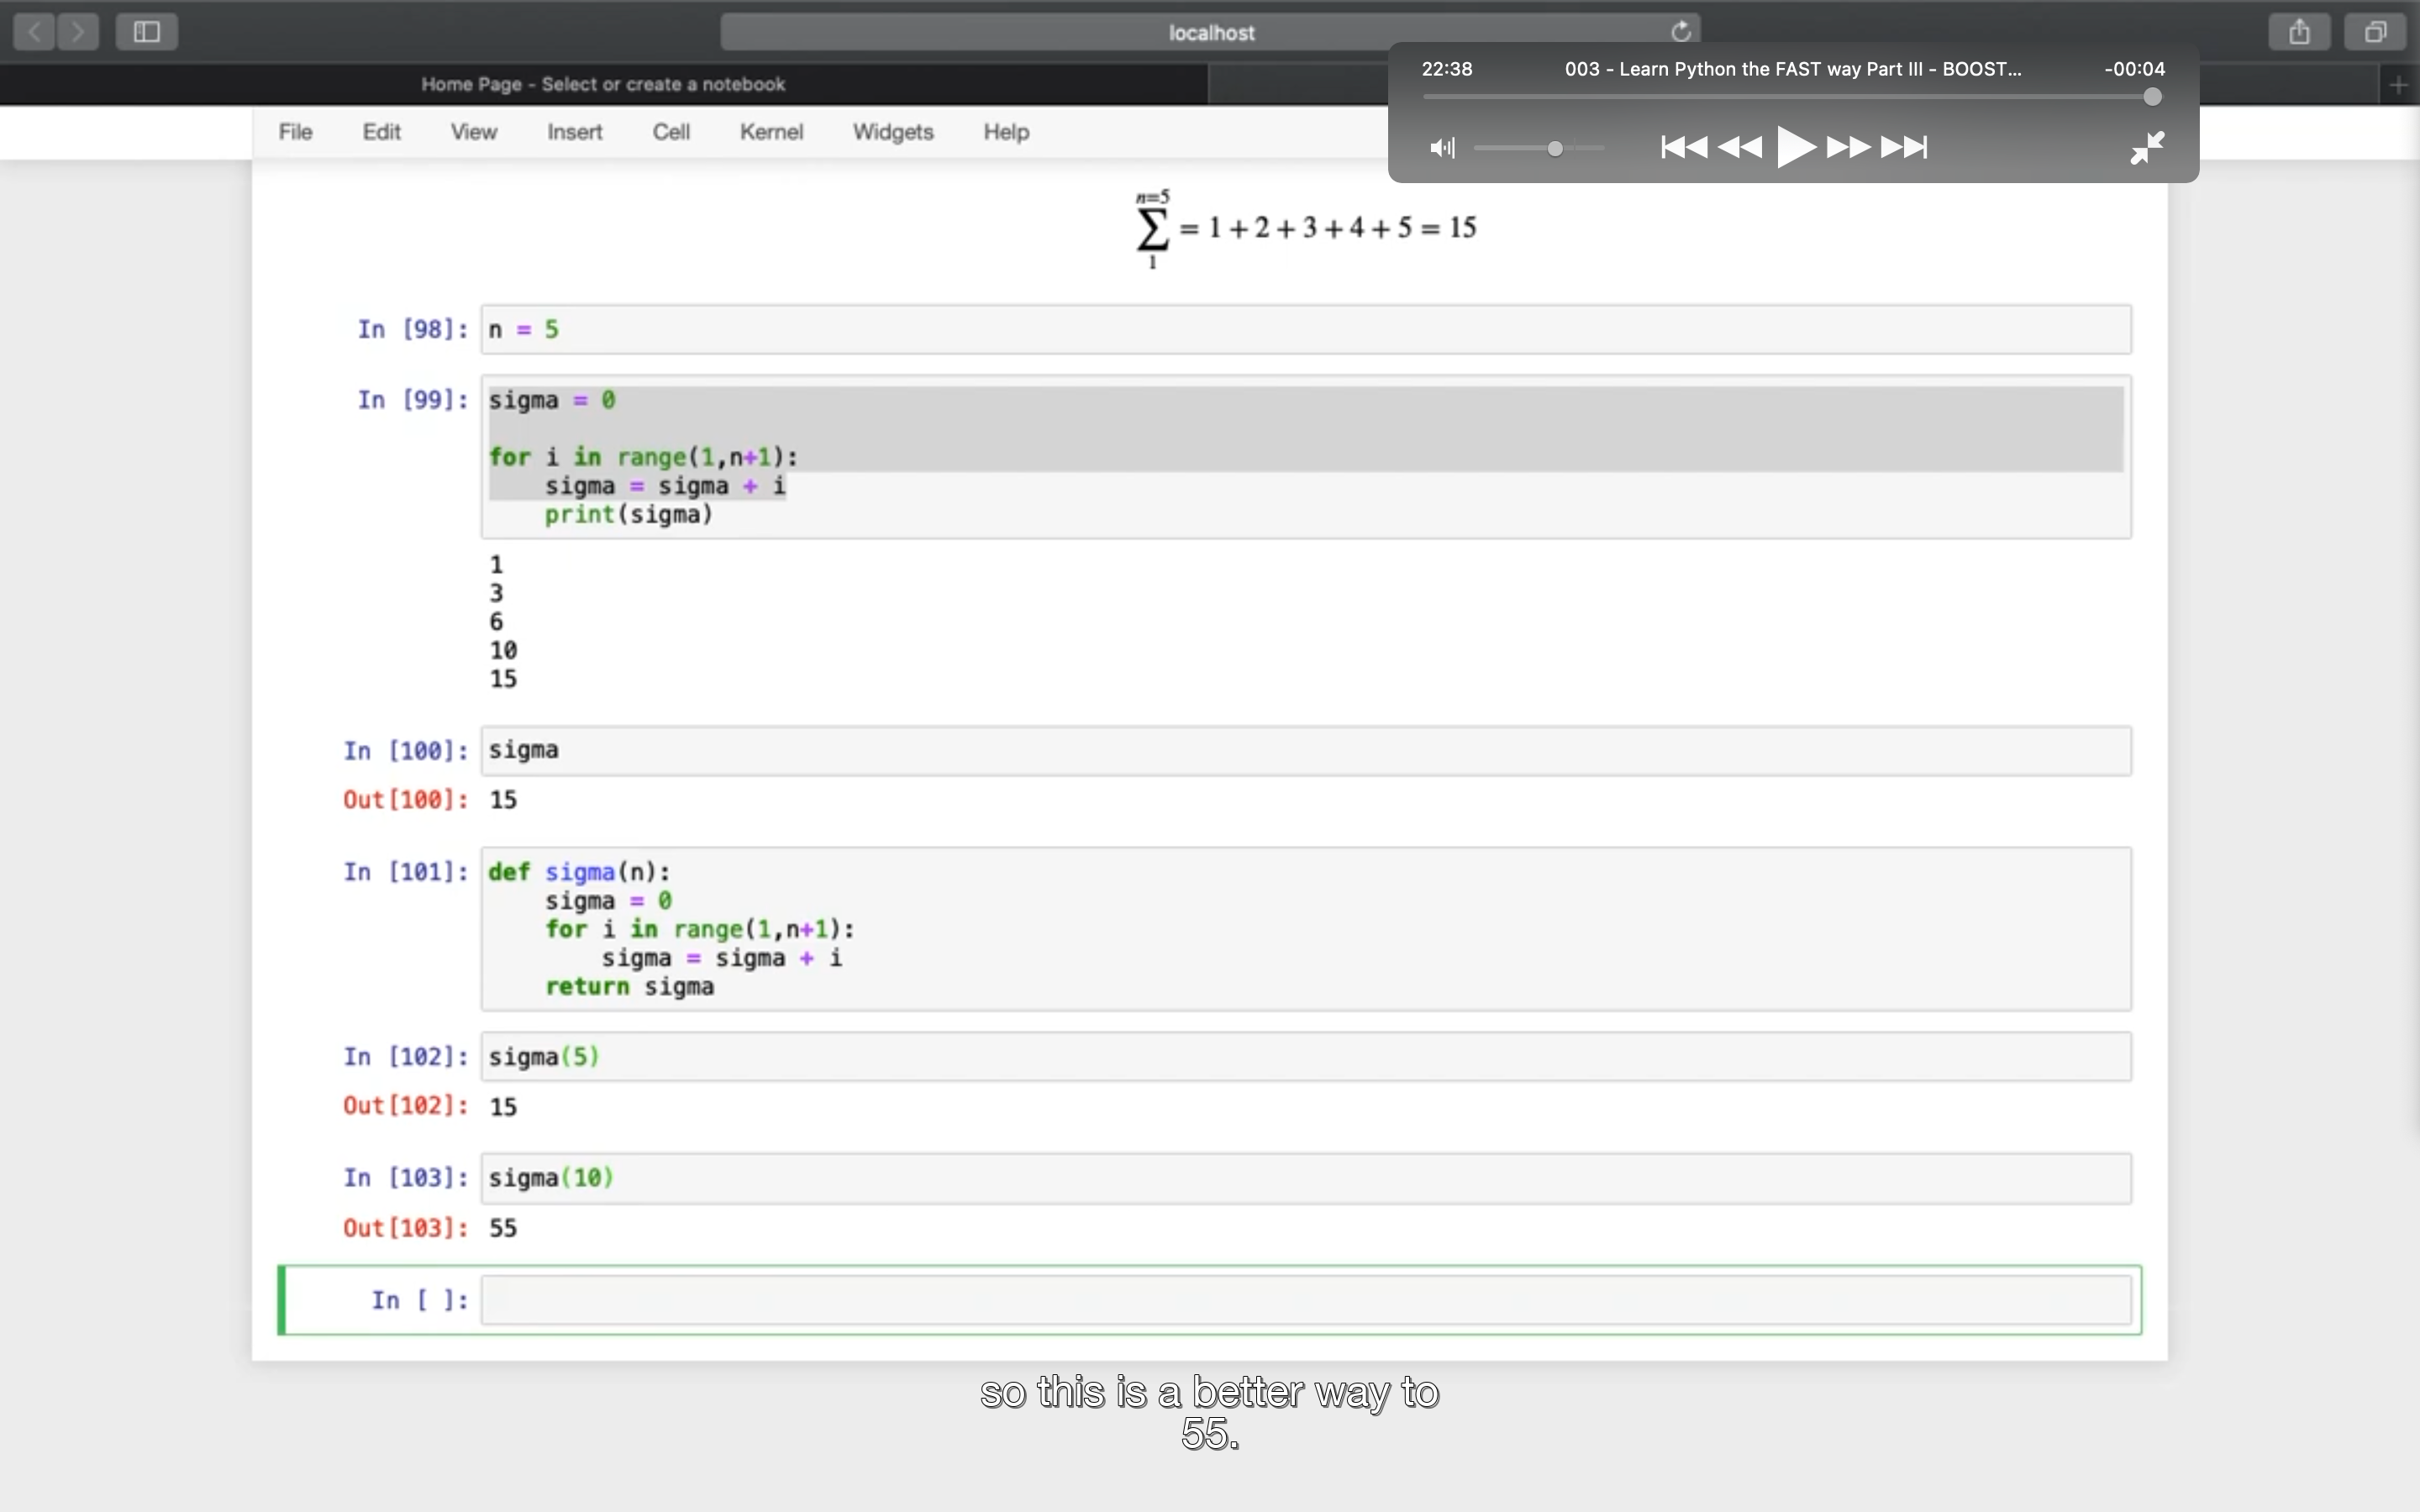 localhost
Home Page - Select or create a notebook
22:38 003 - Learn Python the FAST way Part III - BOOST... -00:04
File Edit View Insert Cell Kernel Widgets Help
n=5
∑ = 1 + 2 + 3 + 4 + 5 = 15
1
In [98]: n = 5
In [99]: sigma = 0
for i in range(1,n+1):
    sigma = sigma + i
    print(sigma)
1
3
6
10
15
In [100]: sigma
Out[100]: 15
In [101]: def sigma(n):
    sigma = 0
    for i in range(1,n+1):
        sigma = sigma + i
    return sigma
In [102]: sigma(5)
Out[102]: 15
In [103]: sigma(10)
Out[103]: 55
In [ ]:
so this is a better way to
55.